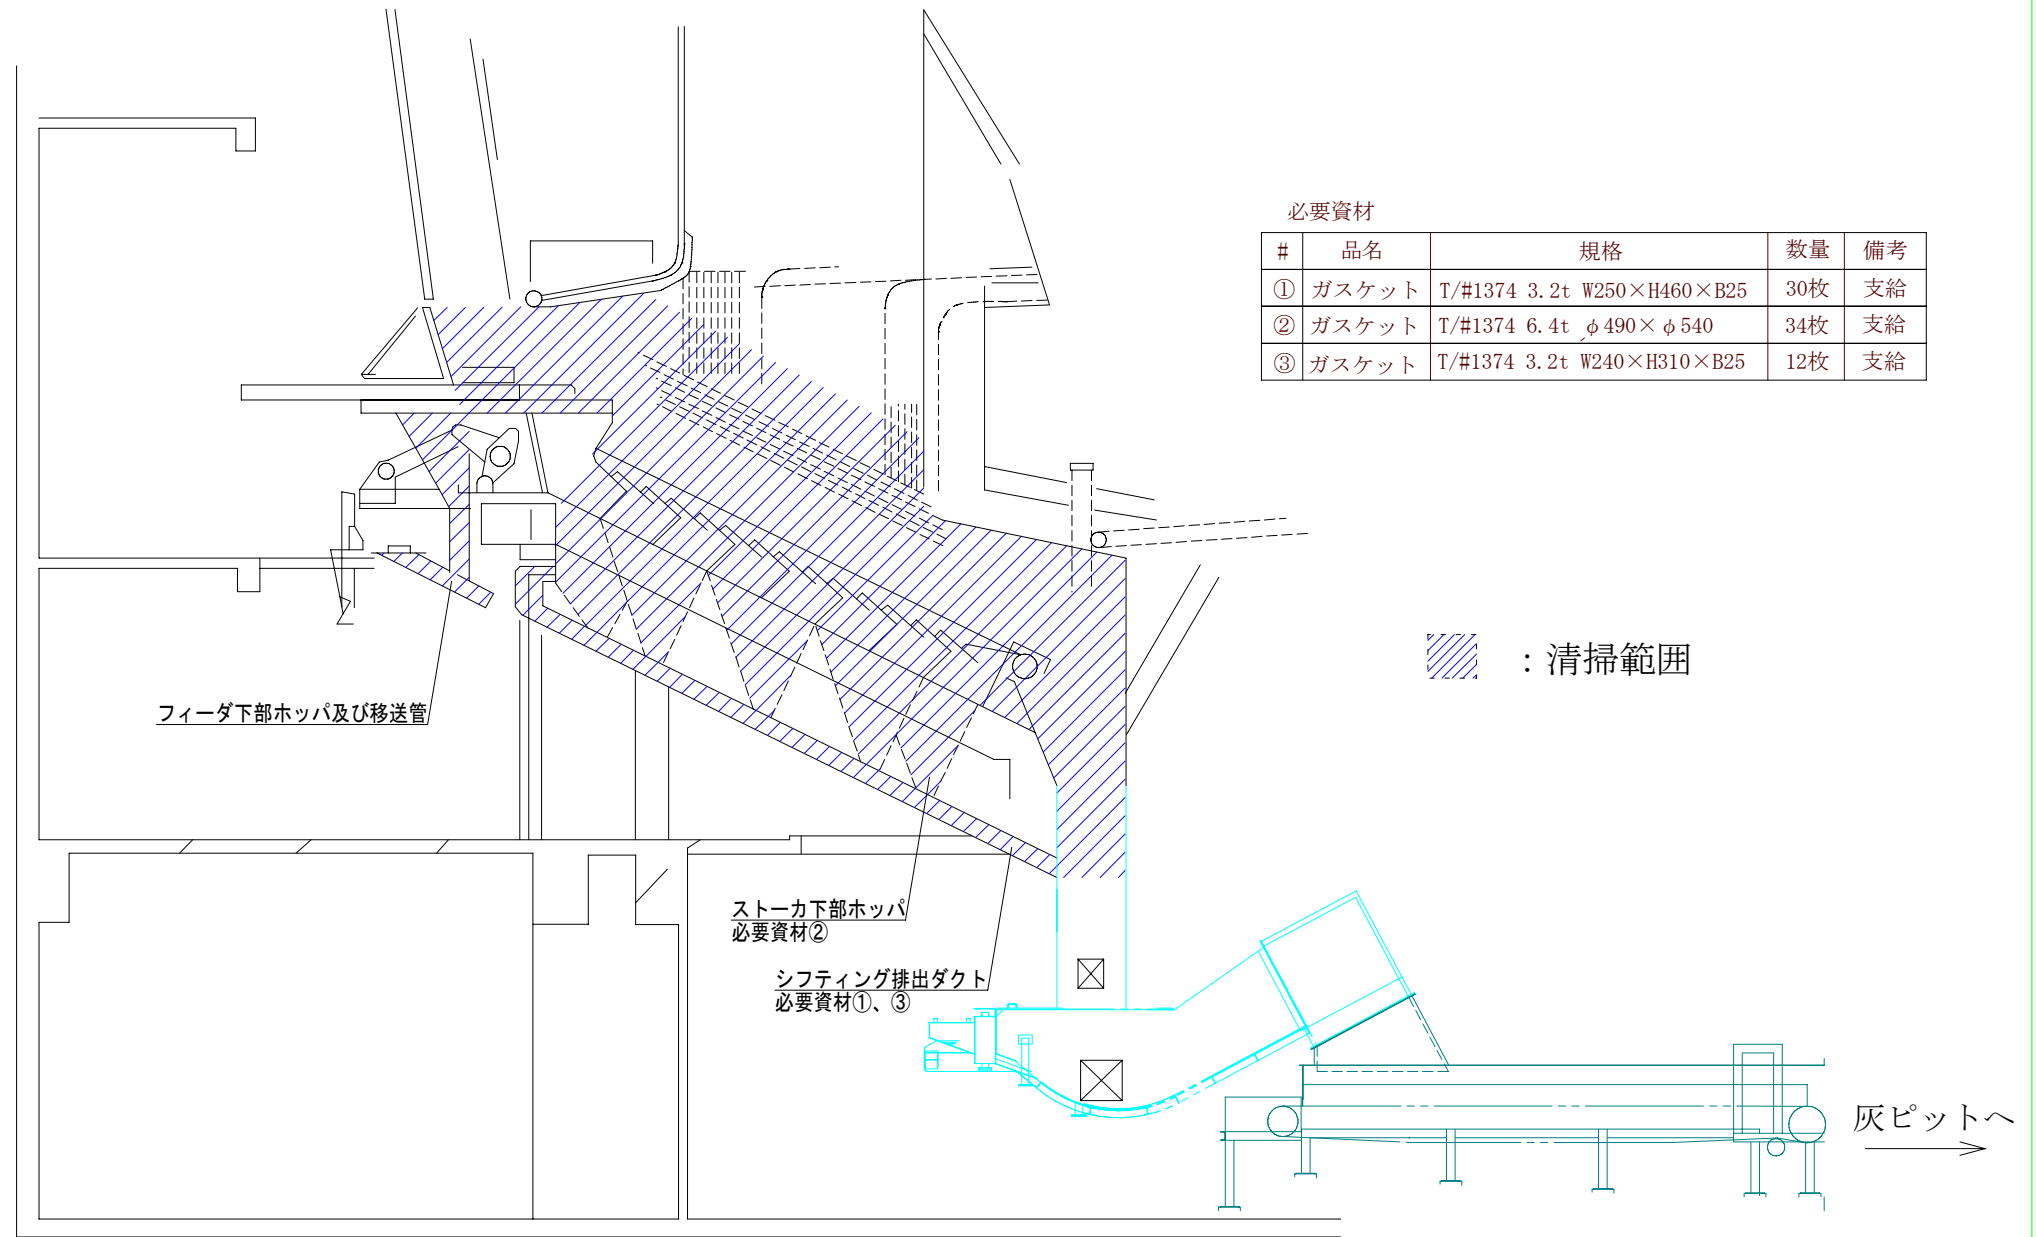 必要資材
# 品名 規格 数量 備考
① ガスケット T/#1374 3.2t W250×H460×B25 30枚 支給
② ガスケット T/#1374 6.4t φ490×φ540 34枚 支給
③ ガスケット T/#1374 3.2t W240×H310×B25 12枚 支給
：清掃範囲
フィーダ下部ホッパ及び移送管
ストーカ下部ホッパ
必要資材②
シフティング排出ダクト
必要資材①、③
灰ピットへ